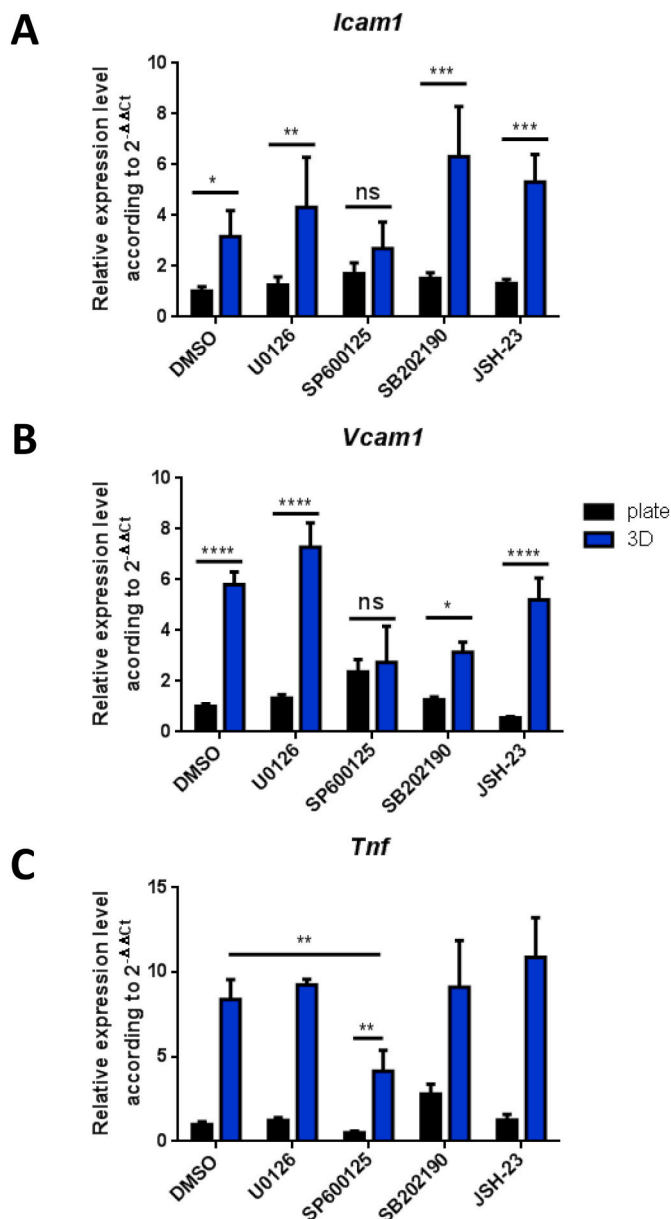 A
Icam1
Relative expression level
according to 2-ΔΔCt
10
8
6
4
2
0
*
**
ns
***
***
DMSO
U0126
SP600125
SB202190
JSH-23
B
Vcam1
Relative expression level
acording to 2-ΔΔCt
10
8
6
4
2
0
****
****
ns
*
****
DMSO
U0126
SP600125
SB202190
JSH-23
plate
3D
C
Tnf
Relative expression level
according to 2-ΔΔCt
15
10
5
0
**
**
DMSO
U0126
SP600125
SB202190
JSH-23